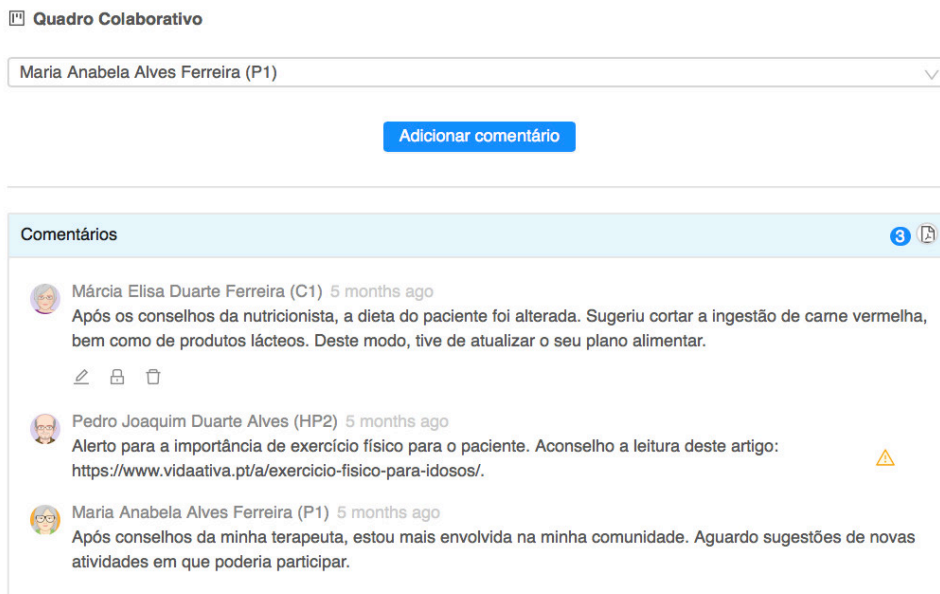 Quadro Colaborativo
Maria Anabela Alves Ferreira (P1)
Adicionar comentário
Comentários 3
Márcia Elisa Duarte Ferreira (C1) 5 months ago
Após os conselhos da nutricionista, a dieta do paciente foi alterada. Sugeriu cortar a ingestão de carne vermelha,
bem como de produtos lácteos. Deste modo, tive de atualizar o seu plano alimentar.
Pedro Joaquim Duarte Alves (HP2) 5 months ago
Alerto para a importância de exercício físico para o paciente. Aconselho a leitura deste artigo:
https://www.vidaativa.pt/a/exercicio-fisico-para-idosos/.
Maria Anabela Alves Ferreira (P1) 5 months ago
Após conselhos da minha terapeuta, estou mais envolvida na minha comunidade. Aguardo sugestões de novas
atividades em que poderia participar.